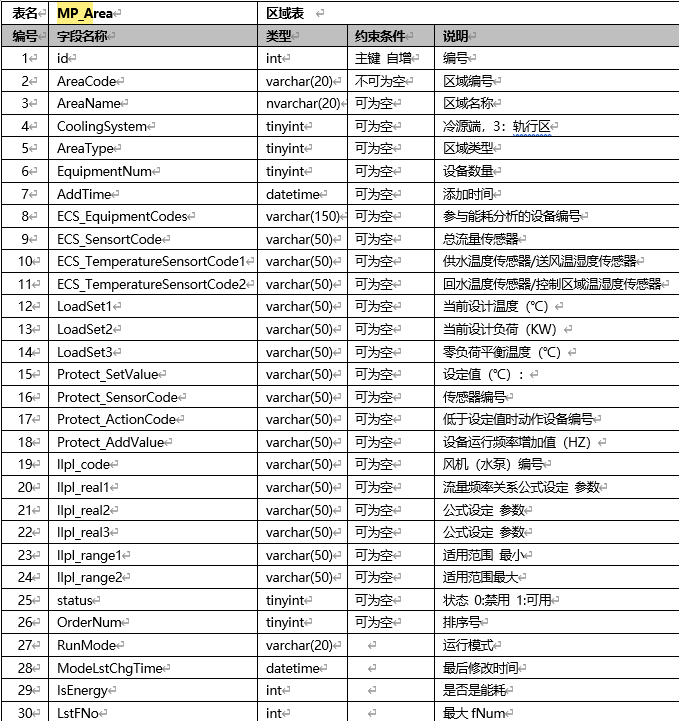 表名 MP_Area 区域表
编号 字段名称 类型 约束条件 说明
1 id int 主键 自增 编号
2 AreaCode varchar(20) 不可为空 区域编号
3 AreaName nvarchar(20) 可为空 区域名称
4 CoolingSystem tinyint 可为空 冷源端，3：轨行区
5 AreaType tinyint 可为空 区域类型
6 EquipmentNum tinyint 可为空 设备数量
7 AddTime datetime 可为空 添加时间
8 ECS_EquipmentCodes varchar(150) 可为空 参与能耗分析的设备编号
9 ECS_SensortCode varchar(50) 可为空 总流量传感器
10 ECS_TemperatureSensortCode1 varchar(50) 可为空 供水温度传感器/送风温湿度传感器
11 ECS_TemperatureSensortCode2 varchar(50) 可为空 回水温度传感器/控制区域温湿度传感器
12 LoadSet1 varchar(50) 可为空 当前设计温度（℃）
13 LoadSet2 varchar(50) 可为空 当前设计负荷（KW）
14 LoadSet3 varchar(50) 可为空 零负荷平衡温度（℃）
15 Protect_SetValue varchar(50) 可为空 设定值（℃）：
16 Protect_SensorCode varchar(50) 可为空 传感器编号
17 Protect_ActionCode varchar(50) 可为空 低于设定值时动作设备编号
18 Protect_AddValue varchar(50) 可为空 设备运行频率增加值（HZ）
19 llpl_code varchar(50) 可为空 风机（水泵）编号
20 llpl_real1 varchar(50) 可为空 流量频率关系公式设定 参数
21 llpl_real2 varchar(50) 可为空 公式设定 参数
22 llpl_real3 varchar(50) 可为空 公式设定 参数
23 llpl_range1 varchar(50) 可为空 适用范围 最小
24 llpl_range2 varchar(50) 可为空 适用范围最大
25 status tinyint 可为空 状态 0:禁用 1:可用
26 OrderNum tinyint 可为空 排序号
27 RunMode varchar(20) 运行模式
28 ModeLstChgTime datetime 最后修改时间
29 IsEnergy int 是否是能耗
30 LstFNo int 最大 fNum